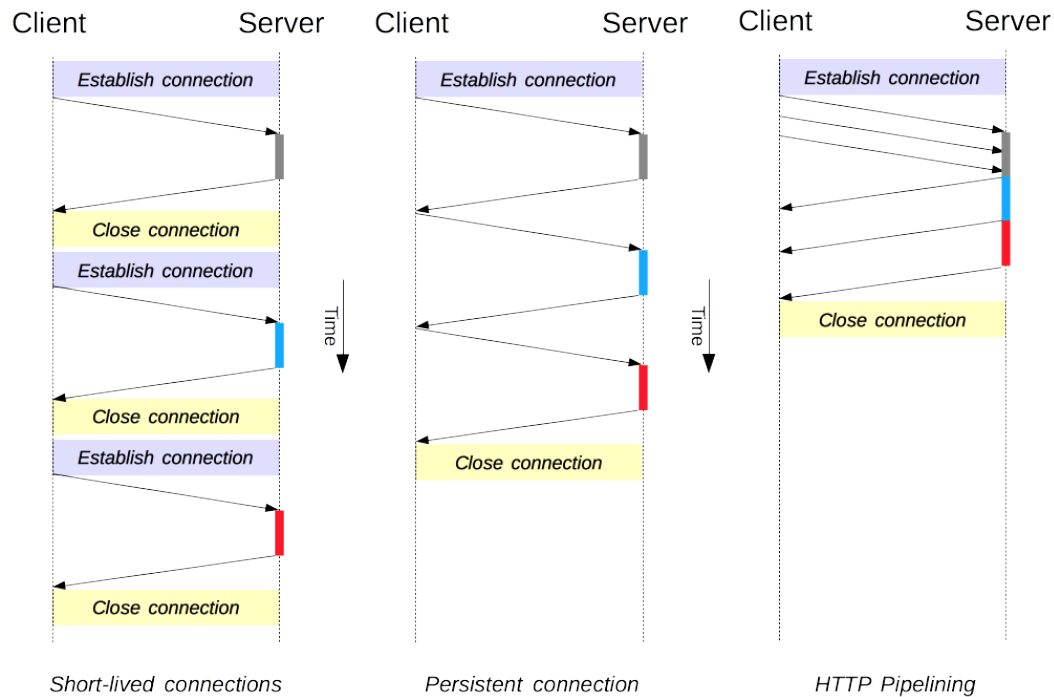 Client Server
Establish connection
Close connection
Establish connection
Close connection
Establish connection
Close connection
Short-lived connections
Time
Client Server
Establish connection
Close connection
Persistent connection
Time
Client Server
Establish connection
Close connection
HTTP Pipelining